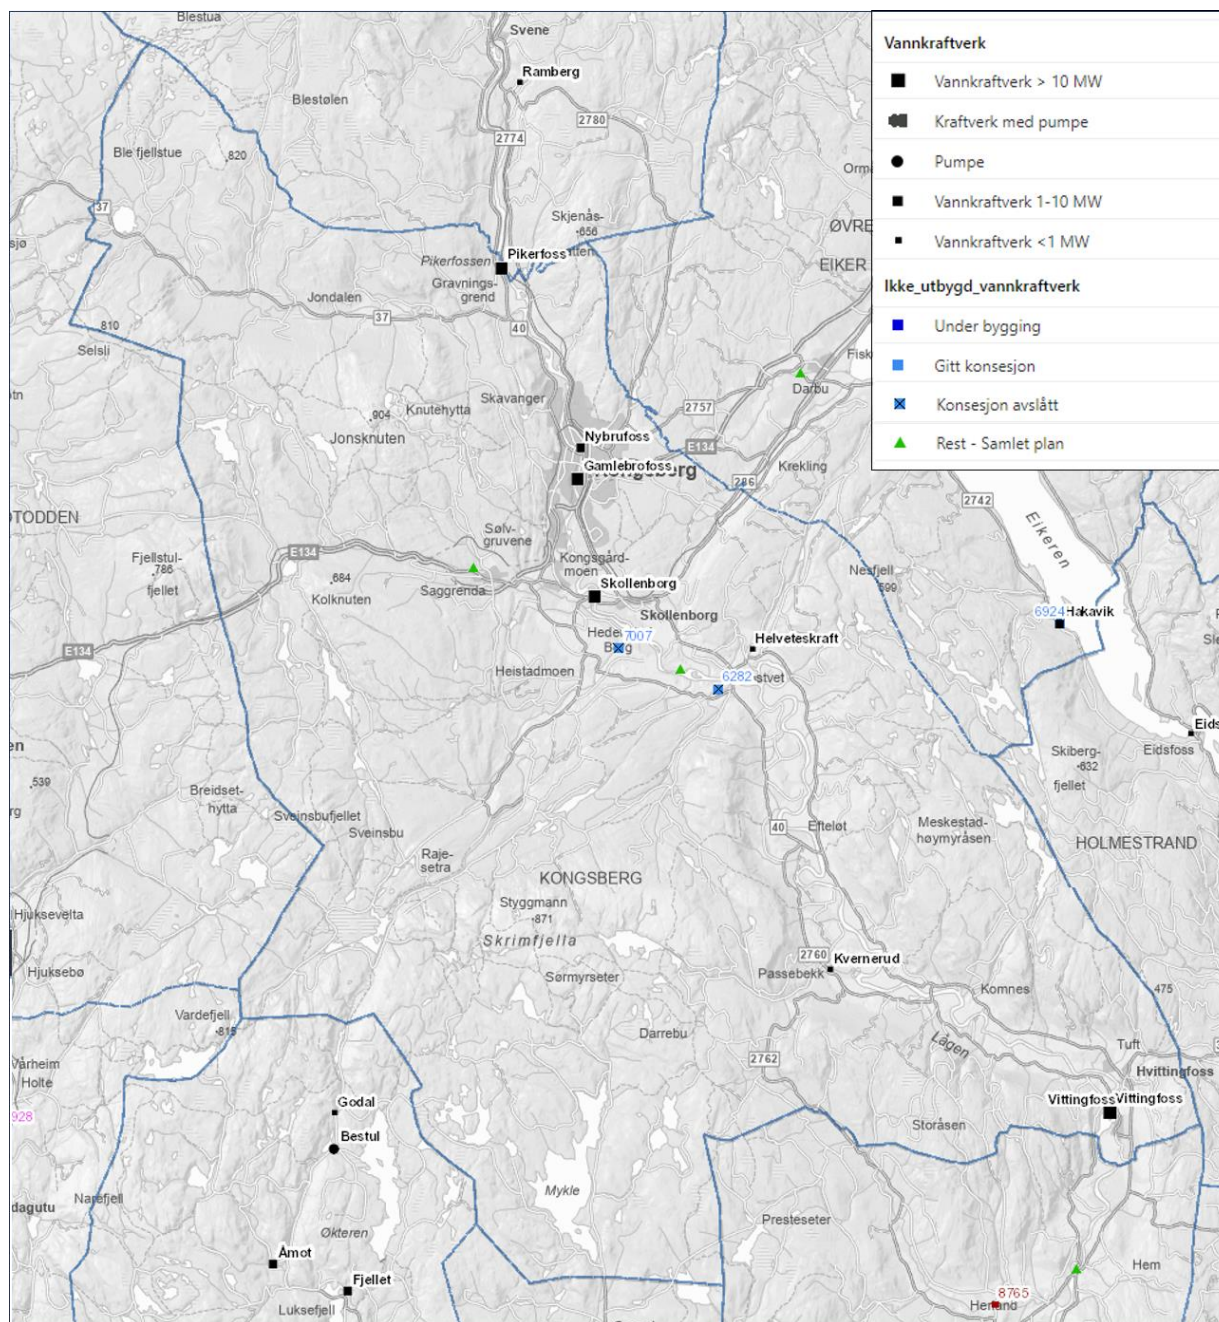 Blestua
Svene
Ramberg
Blestølen
2780
2774
Ble fjellstue
820
37
Skjenås-
656
Pikerfoss
Pikerfossen
Gravnings-
grend
Jondalen
37
40
810
Selsli
Skavanger
904
Knutehytta
Jonsknuten
Nybrufoss
Gamlebrofoss
2757
E134
Darbu
Krekling
286
ØVRE
EIKER
Vannkraftverk
Vannkraftverk > 10 MW
Kraftverk med pumpe
Pumpe
Vannkraftverk 1-10 MW
Vannkraftverk <1 MW
Ikke_utbygd_vannkraftverk
Under bygging
Gitt konsesjon
Konsesjon avslått
Rest - Samlet plan
2742
Eikeren
Sølv-
gruvene
E134
Kongsgård-
moen
Fjellstul-
786
fjellet
684
Kolknuten
Saggrenda
Skollenborg
Skollenborg
Nesfjell
599
6924
Hakavik
7007
Helveteskraft
Heistadmoen
6282
E134
Eidsfoss
Skiberg-
632
fjellet
539
Breidset-
hytta
Sveinsbufjellet
Sveinsbu
40
Efteløt
Meskestad-
høymyråsen
HOLMESTRAND
Raje-
setra
KONGSBERG
Styggmann
871
Skrimfjella
Hjuksevelta
Hjuksebø
2760
Kvernerud
Passebekk
Sørmyrseter
Komnes
475
Vardefjell
815
Darrebu
2762
Lågen
Tuft
Hvittingfoss
Vårheim
Holte
928
Godal
Bestul
Vittingfoss
Vittingfoss
Storåsen
Narefjell
dagutu
Mykle
Presteseter
Økteren
Åmot
Fjellet
Luksefjell
Hem
8765